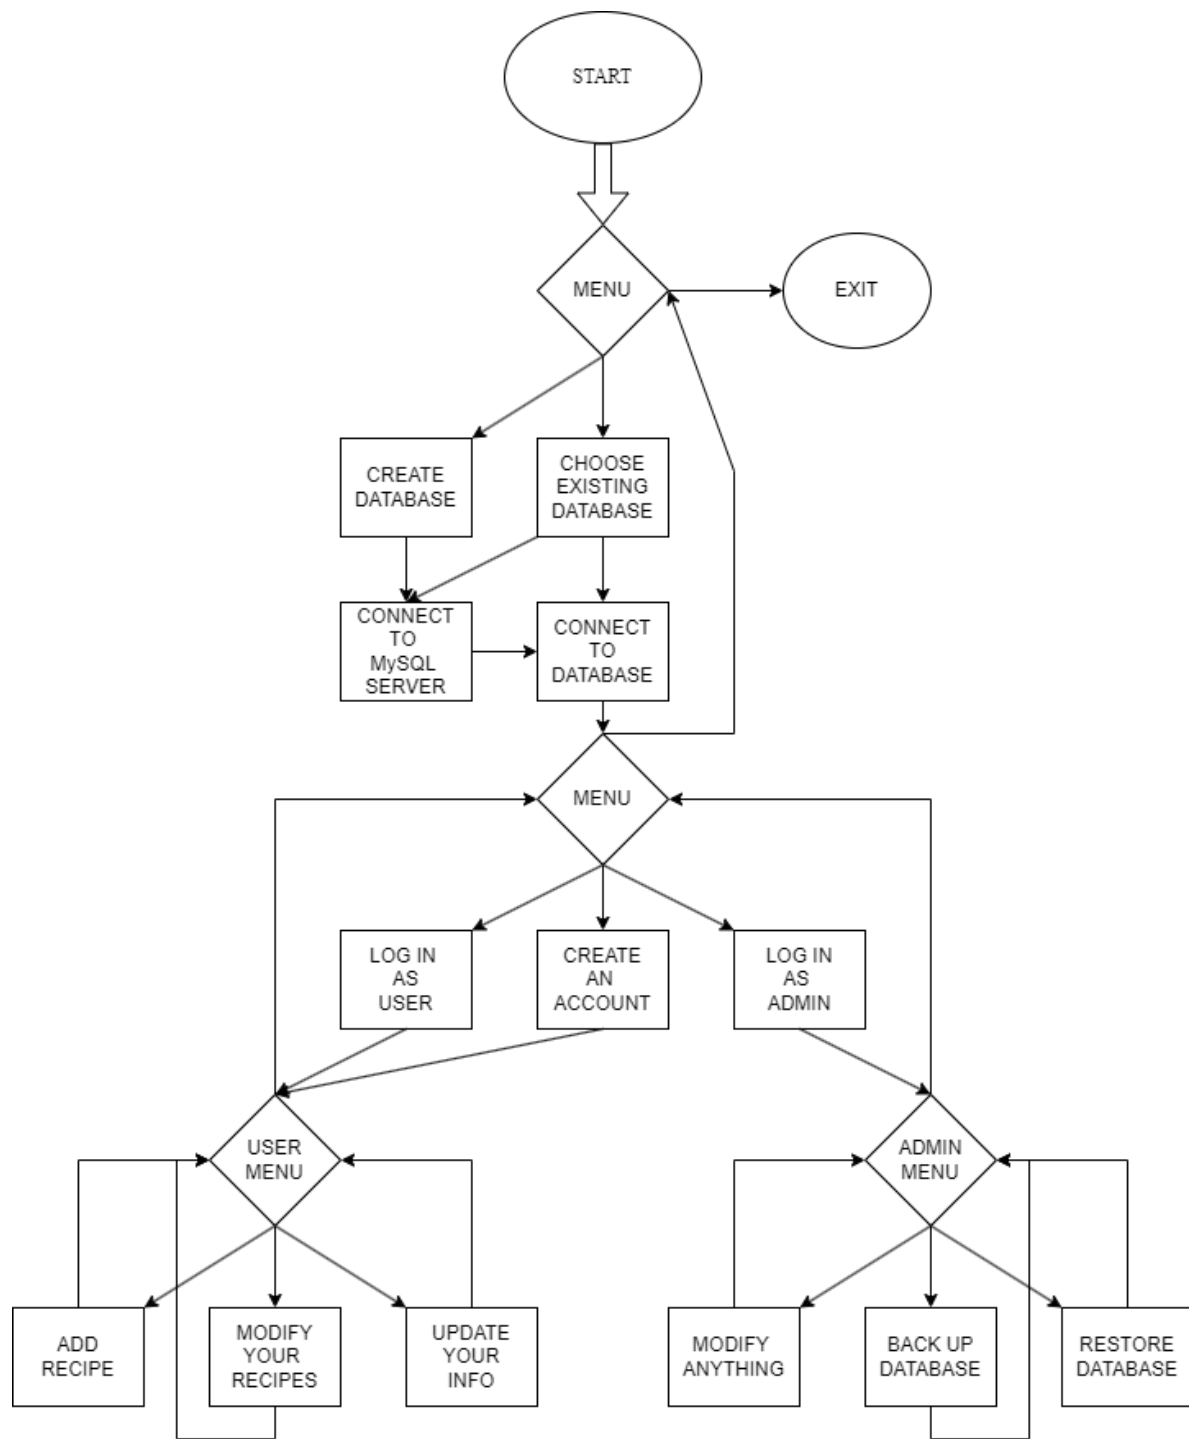 START
MENU
EXIT
CREATE
DATABASE
CHOOSE
EXISTING
DATABASE
CONNECT
TO
MySQL
SERVER
CONNECT
TO
DATABASE
MENU
LOG IN
AS
USER
CREATE
AN
ACCOUNT
LOG IN
AS
ADMIN
USER
MENU
ADMIN
MENU
ADD
RECIPE
MODIFY
YOUR
RECIPES
UPDATE
YOUR
INFO
MODIFY
ANYTHING
BACK UP
DATABASE
RESTORE
DATABASE